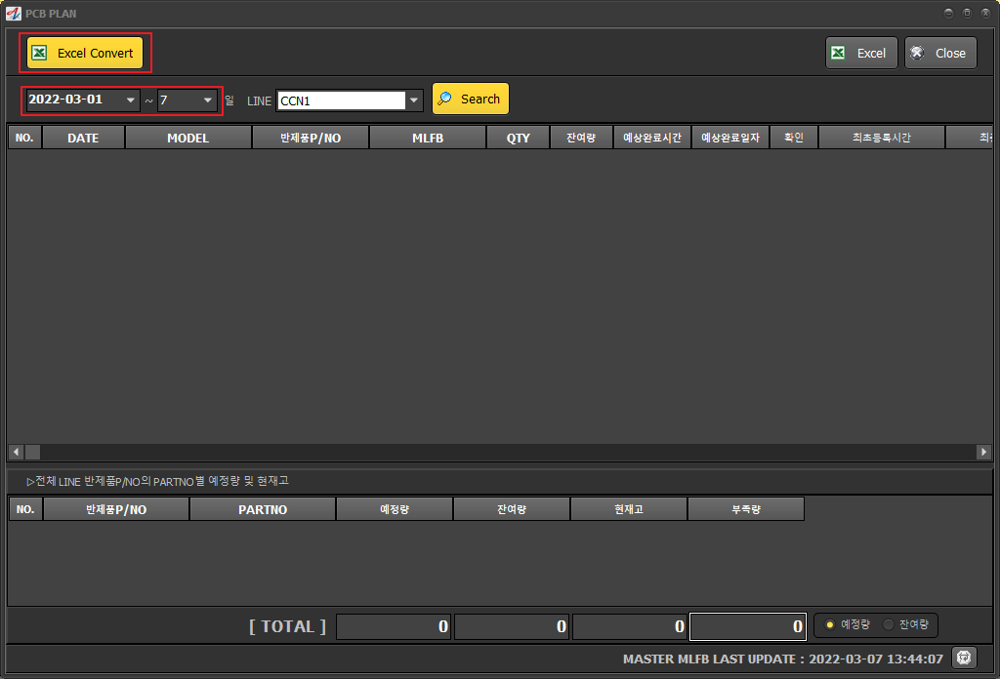 PCB PLAN
Excel Convert Excel Close
2022-03-01 ~ 7 일 LINE CCN1 Search
NO. DATE MODEL 반제품P/NO MLFB QTY 잔여량 예상완료시간 예상완료일자 확인 최초등록시간
▷전체 LINE 반제품P/NO의 PARTNO별 예정량 및 현재고
NO. 반제품P/NO PARTNO 예정량 잔여량 현재고 부족량
[ TOTAL ] 0 0 0 0 예정량 잔여량
MASTER MLFB LAST UPDATE : 2022-03-07 13:44:07